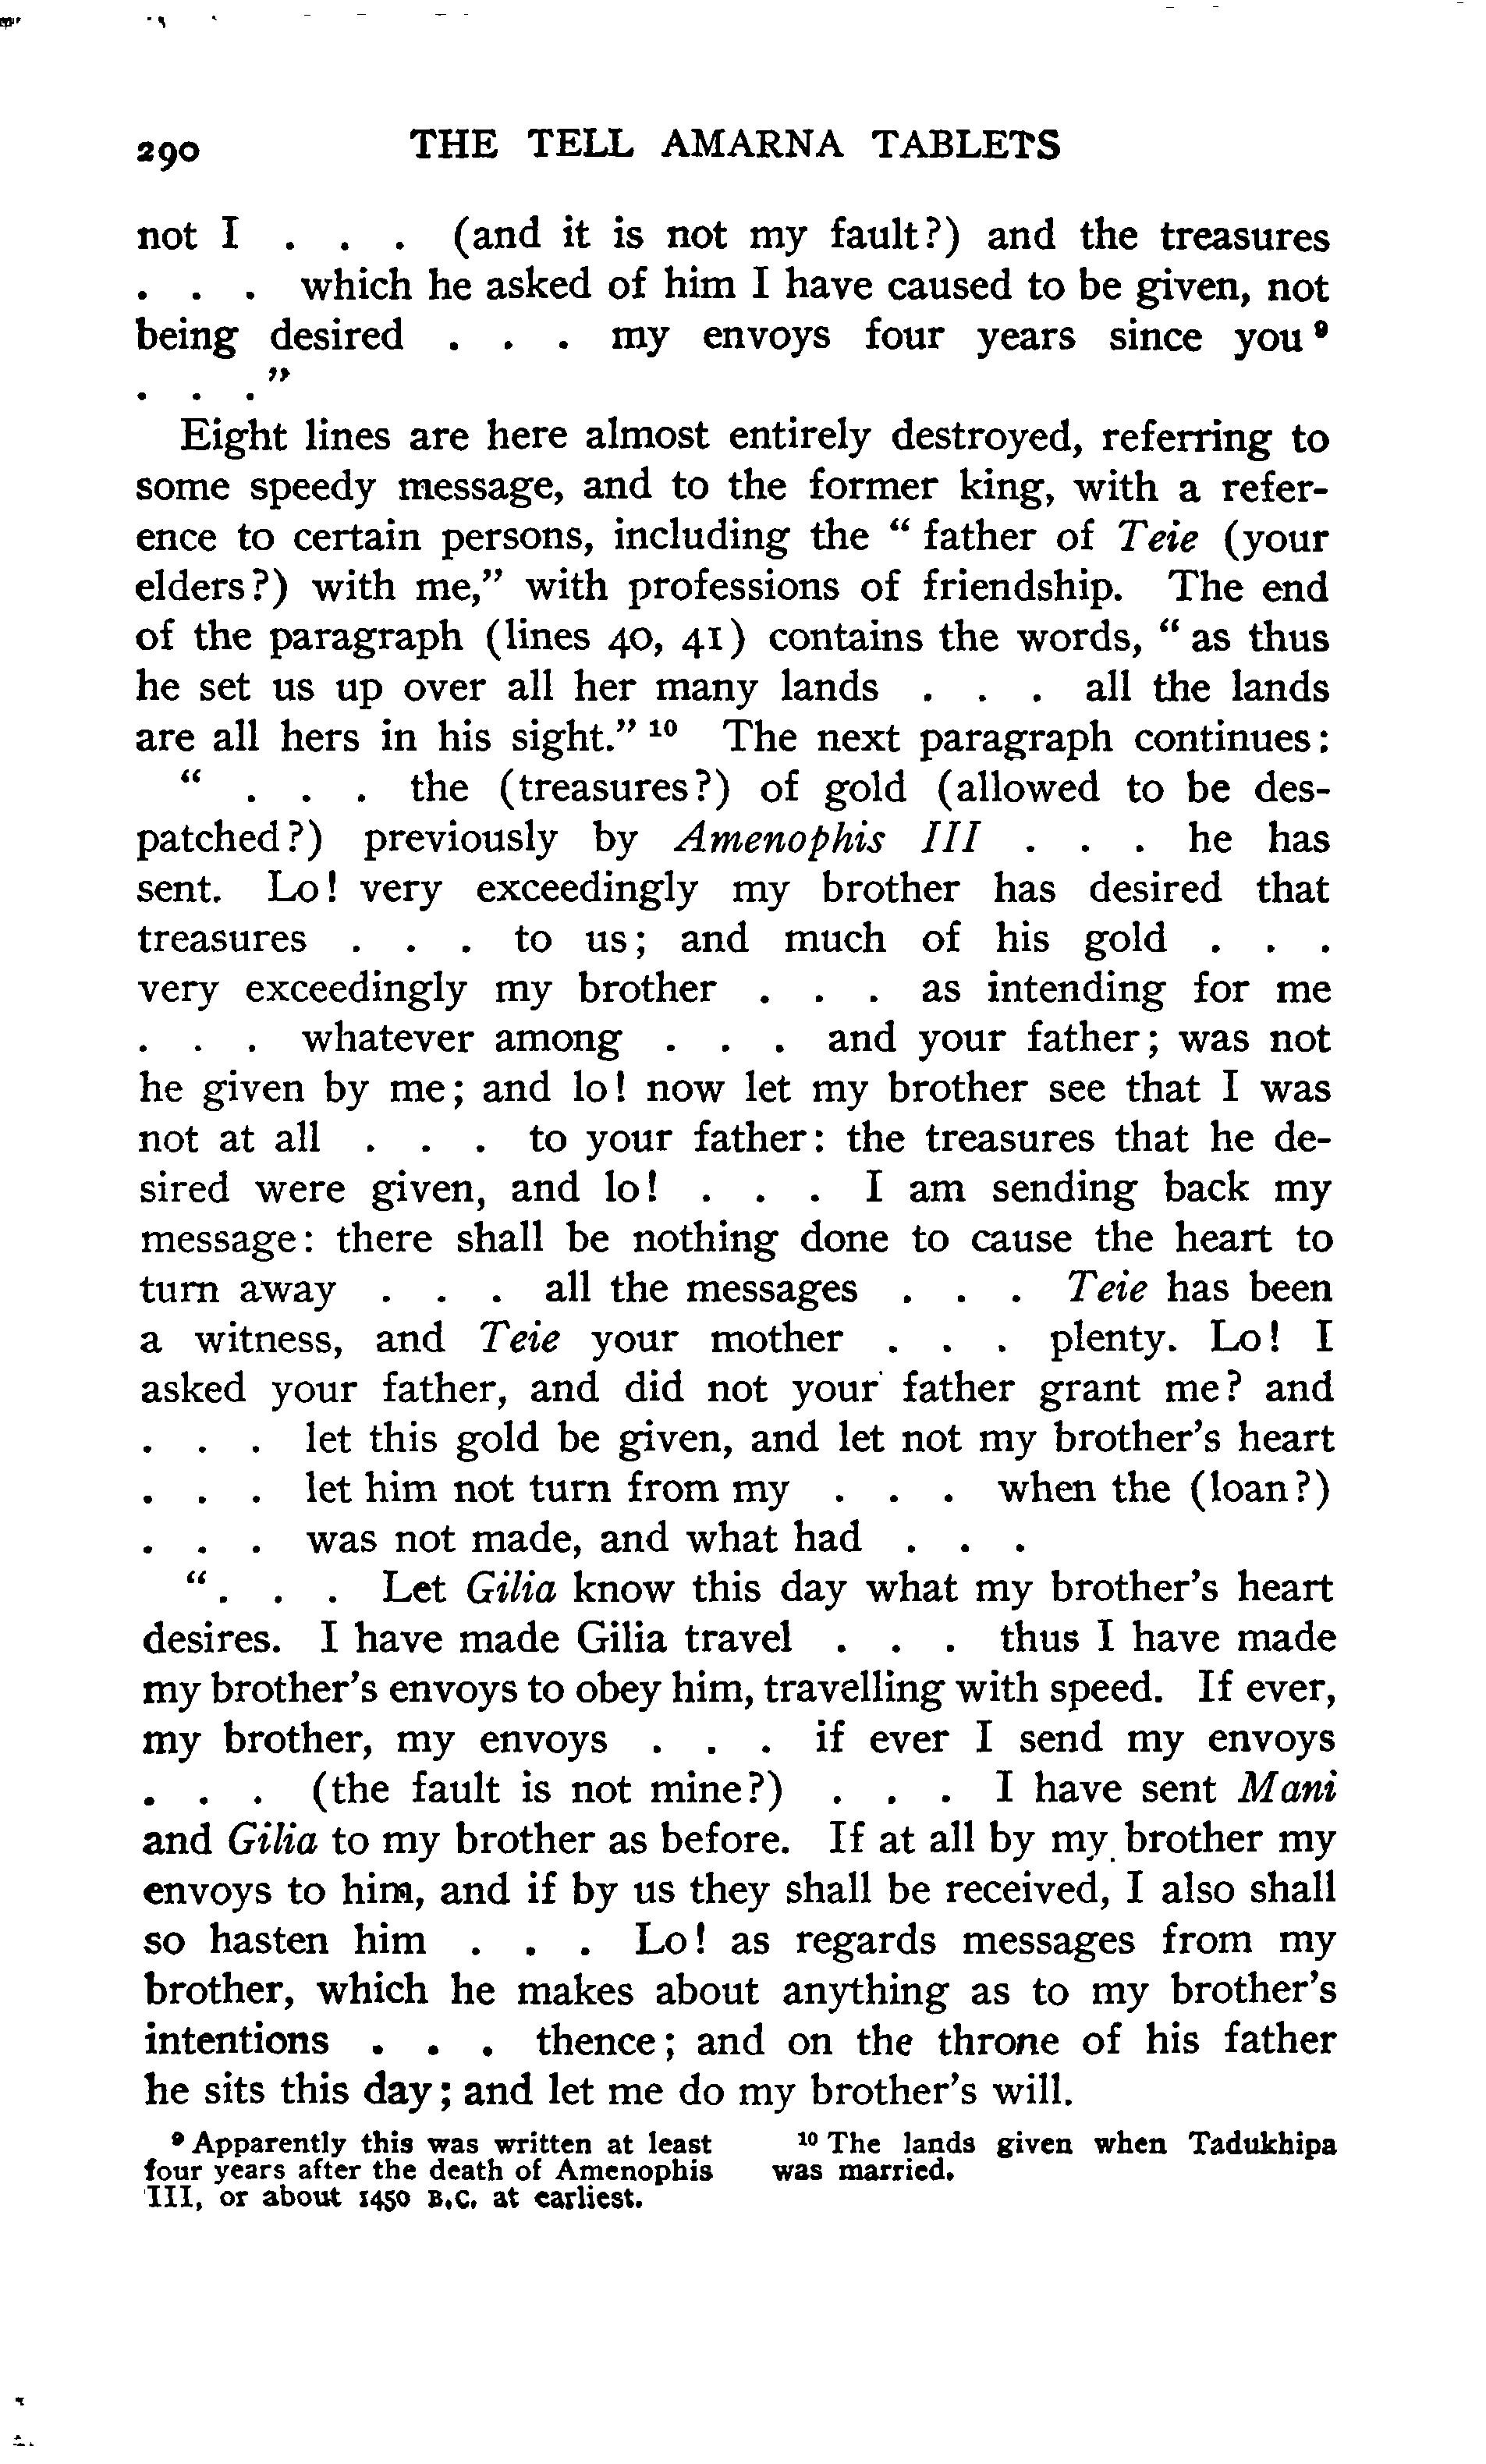 290 THE TELL AMARNA TABLETS
not I . . . (and it is not my fault?) and the treasures
. . . which he asked of him I have caused to be given, not
being desired . . . my envoys four years since you ⁹
. . ."
Eight lines are here almost entirely destroyed, referring to
some speedy message, and to the former king, with a refer-
ence to certain persons, including the " father of Teie (your
elders?) with me," with professions of friendship. The end
of the paragraph (lines 40, 41) contains the words, " as thus
he set us up over all her many lands . . . all the lands
are all hers in his sight." ¹⁰ The next paragraph continues:
" . . . the (treasures?) of gold (allowed to be des-
patched?) previously by Amenophis III . . . he has
sent. Lo! very exceedingly my brother has desired that
treasures . . . to us; and much of his gold . . .
very exceedingly my brother . . . as intending for me
. . . whatever among . . . and your father; was not
he given by me; and lo! now let my brother see that I was
not at all . . . to your father: the treasures that he de-
sired were given, and lo! . . . I am sending back my
message: there shall be nothing done to cause the heart to
turn away . . . all the messages . . . Teie has been
a witness, and Teie your mother . . . plenty. Lo! I
asked your father, and did not your father grant me? and
. . . let this gold be given, and let not my brother's heart
. . . let him not turn from my . . . when the (loan?)
. . . was not made, and what had . . .
" . . . Let Gilia know this day what my brother's heart
desires. I have made Gilia travel . . . thus I have made
my brother's envoys to obey him, travelling with speed. If ever,
my brother, my envoys . . . if ever I send my envoys
. . . (the fault is not mine?) . . . I have sent Mani
and Gilia to my brother as before. If at all by my brother my
envoys to him, and if by us they shall be received, I also shall
so hasten him . . . Lo! as regards messages from my
brother, which he makes about anything as to my brother's
intentions . . . thence; and on the throne of his father
he sits this day; and let me do my brother's will.
⁹ Apparently this was written at least
four years after the death of Amenophis
III, or about 1450 B.C. at earliest.
¹⁰ The lands given when Tadukhipa
was married.